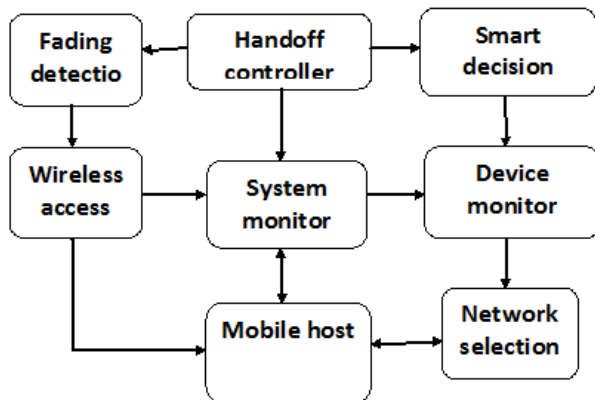 Fading
detectio
Handoff
controller
Smart
decision
Wireless
access
System
monitor
Device
monitor
Mobile host
Network
selection